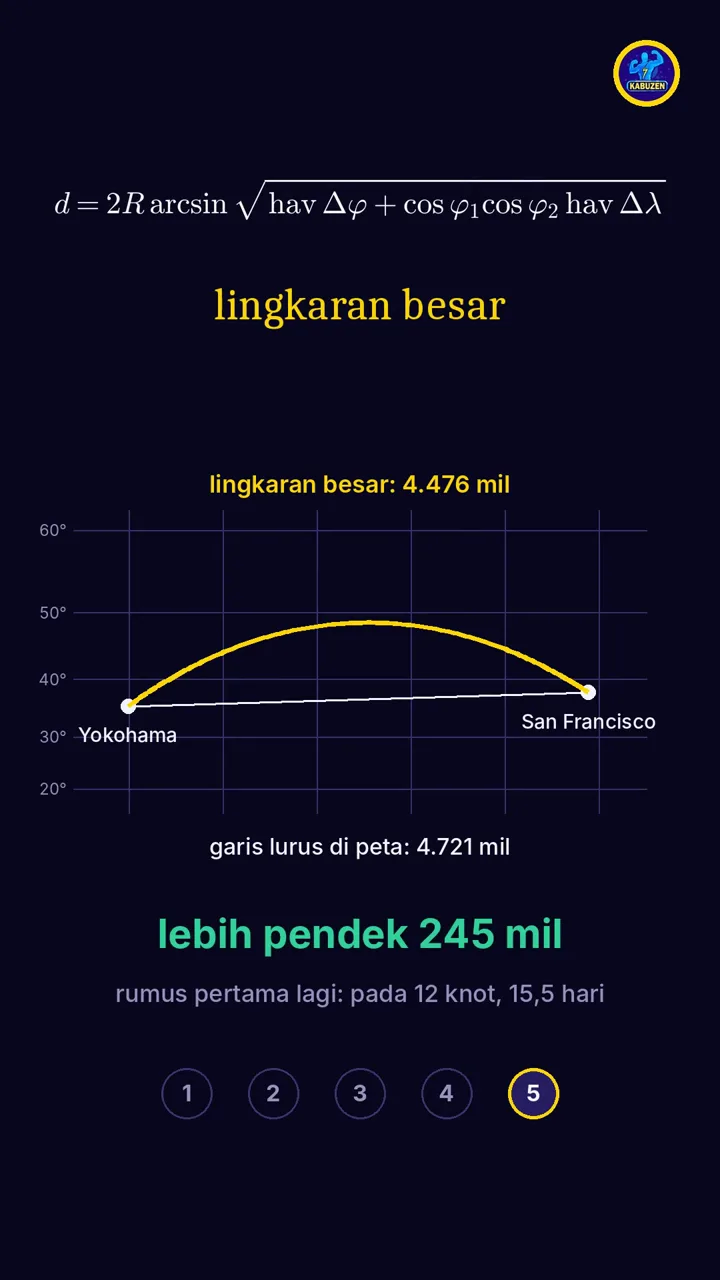 7
KABUZEN
d = 2R arcsin √(hav Δφ + cos φ₁ cos φ₂ hav Δλ)
lingkaran besar
lingkaran besar: 4.476 mil
60°
50°
40°
30°
20°
Yokohama
San Francisco
garis lurus di peta: 4.721 mil
lebih pendek 245 mil
rumus pertama lagi: pada 12 knot, 15,5 hari
1 2 3 4 5